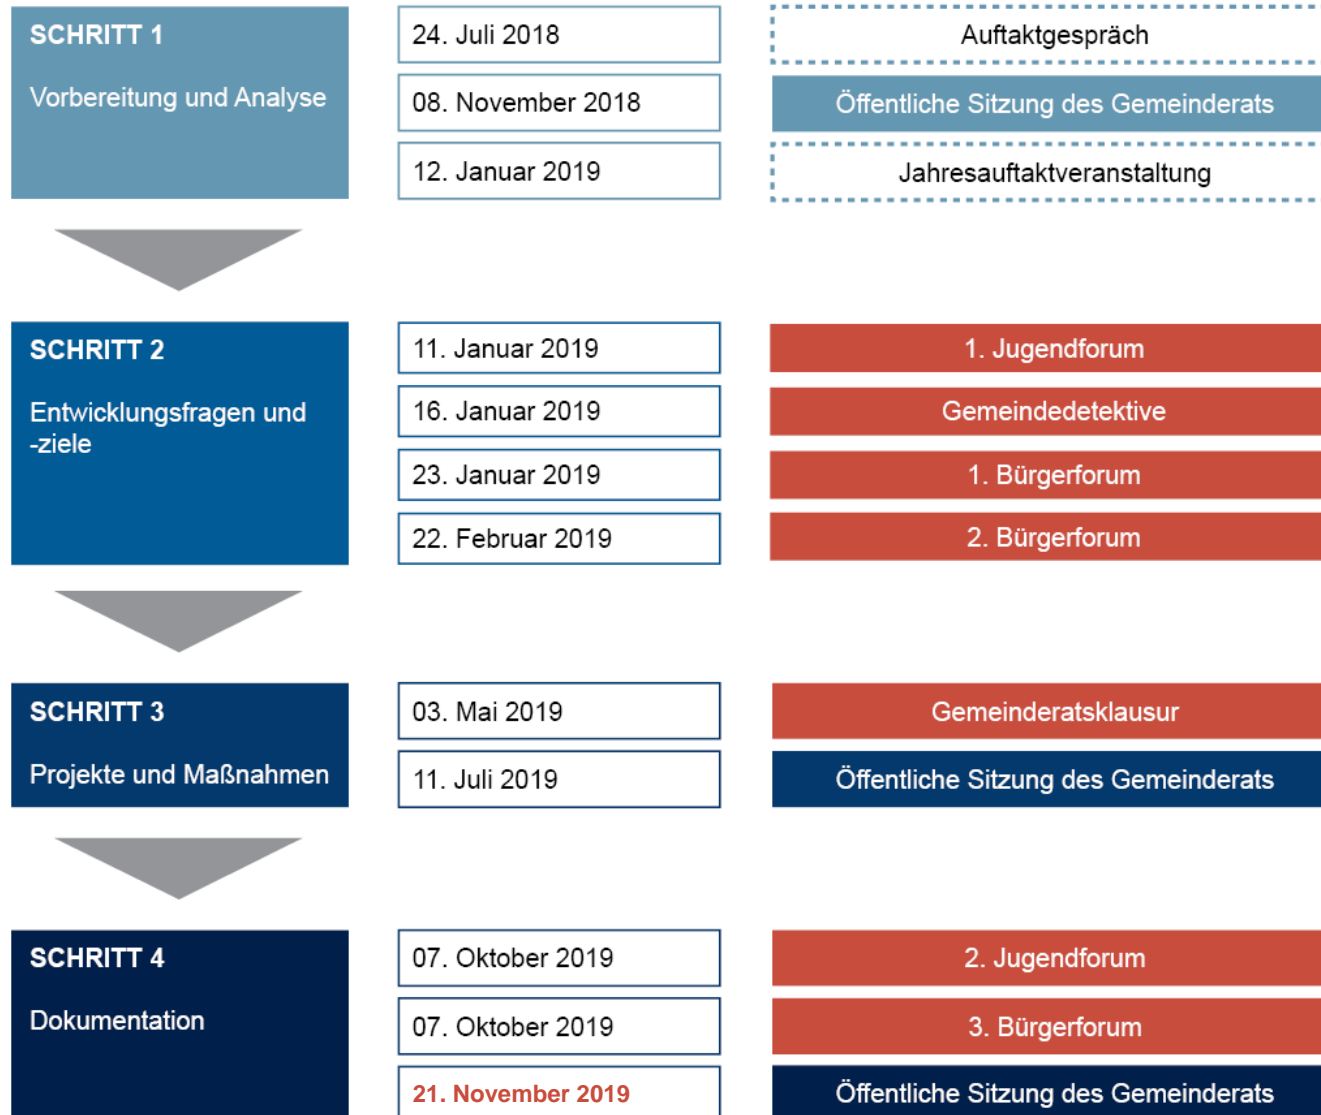 SCHRITT 1
Vorbereitung und Analyse
24. Juli 2018
Auftaktgespräch
08. November 2018
Öffentliche Sitzung des Gemeinderats
12. Januar 2019
Jahresauftaktveranstaltung
SCHRITT 2
Entwicklungsfragen und
-ziele
11. Januar 2019
1. Jugendforum
16. Januar 2019
Gemeindedetektive
23. Januar 2019
1. Bürgerforum
22. Februar 2019
2. Bürgerforum
SCHRITT 3
Projekte und Maßnahmen
03. Mai 2019
Gemeinderatsklausur
11. Juli 2019
Öffentliche Sitzung des Gemeinderats
SCHRITT 4
Dokumentation
07. Oktober 2019
2. Jugendforum
07. Oktober 2019
3. Bürgerforum
21. November 2019
Öffentliche Sitzung des Gemeinderats